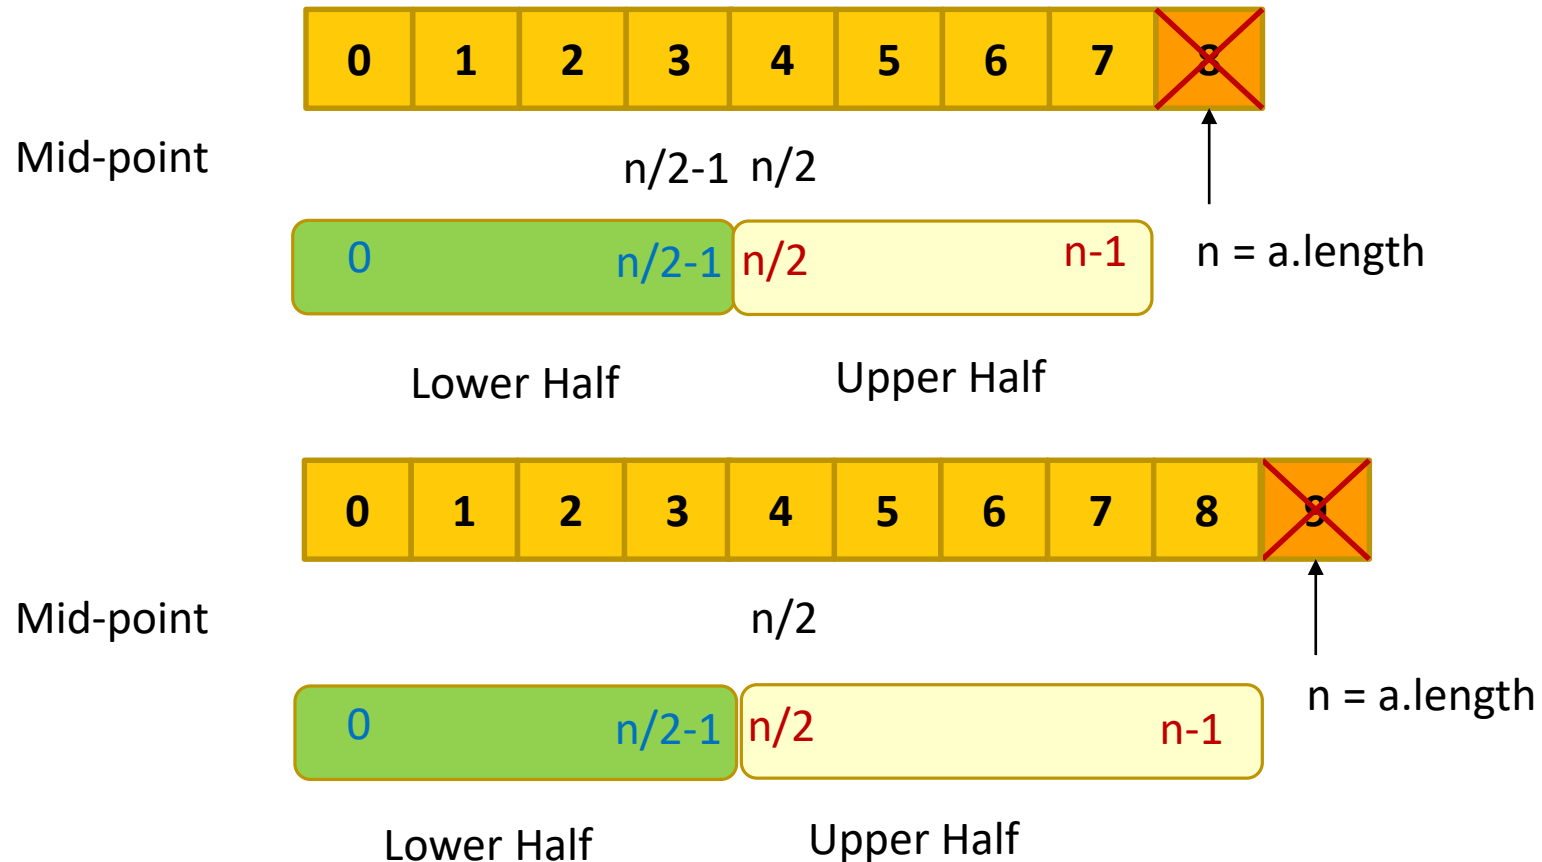 0 1 2 3 4 5 6 7 8
Mid-point
n/2-1 n/2
0 n/2-1 n/2 n-1
n = a.length
Lower Half Upper Half
0 1 2 3 4 5 6 7 8 9
Mid-point
n/2
n = a.length
0 n/2-1 n/2 n-1
Lower Half Upper Half